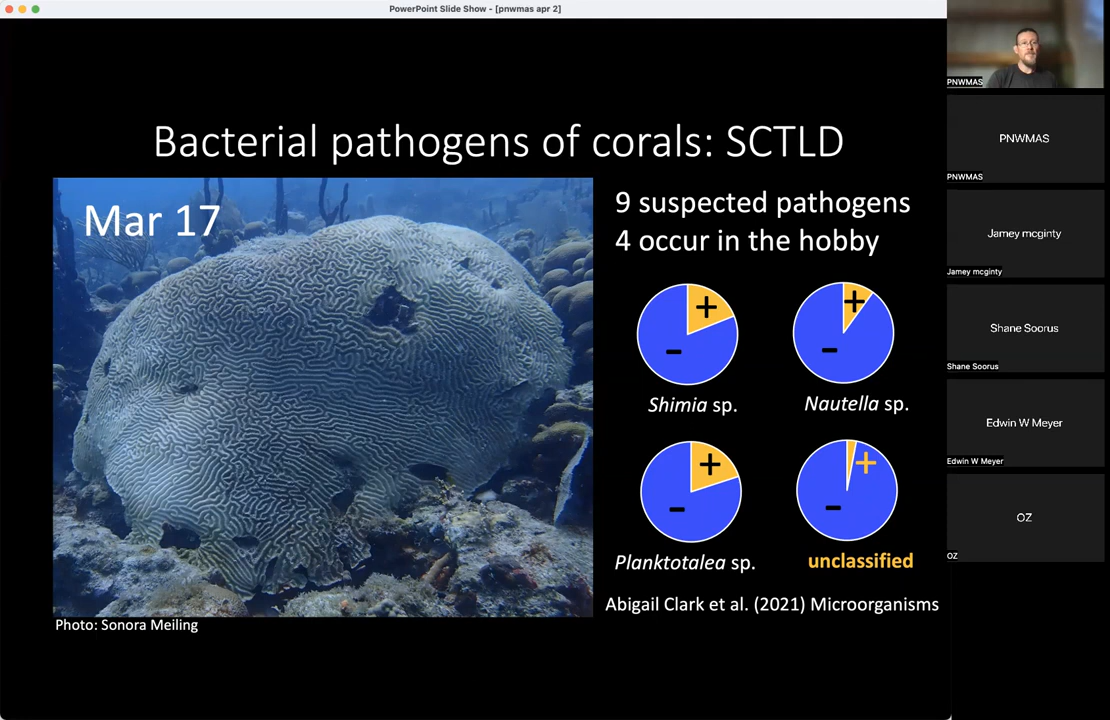 PowerPoint Slide Show - [pnwmas apr 2]
Bacterial pathogens of corals: SCTLD
Mar 17
9 suspected pathogens
4 occur in the hobby
+
-
Shimia sp.
+
-
Nautella sp.
+
-
Planktotalea sp.
+
-
unclassified
Abigail Clark et al. (2021) Microorganisms
Photo: Sonora Meiling
PNWMAS
PNWMAS
PNWMAS
Jamey mcginty
Jamey mcginty
Shane Soorus
Shane Soorus
Edwin W Meyer
Edwin W Meyer
OZ
OZ